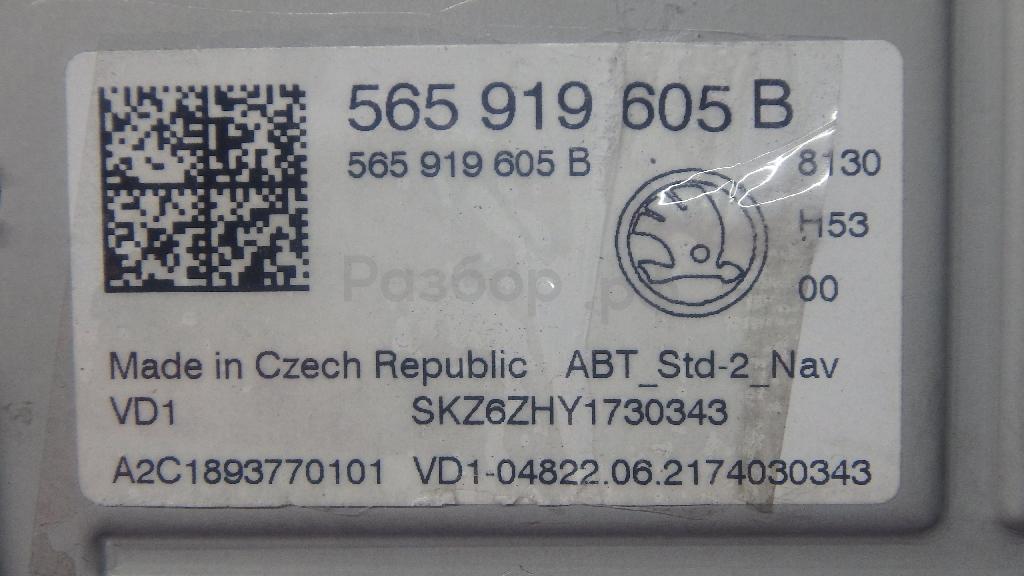 565 919 605 B
565 919 605 B
8130
H53
00
Разбор .р
Made in Czech Republic ABT_Std-2_Nav
VD1 SKZ6ZHY1730343
A2C1893770101 VD1-04822.06.2174030343